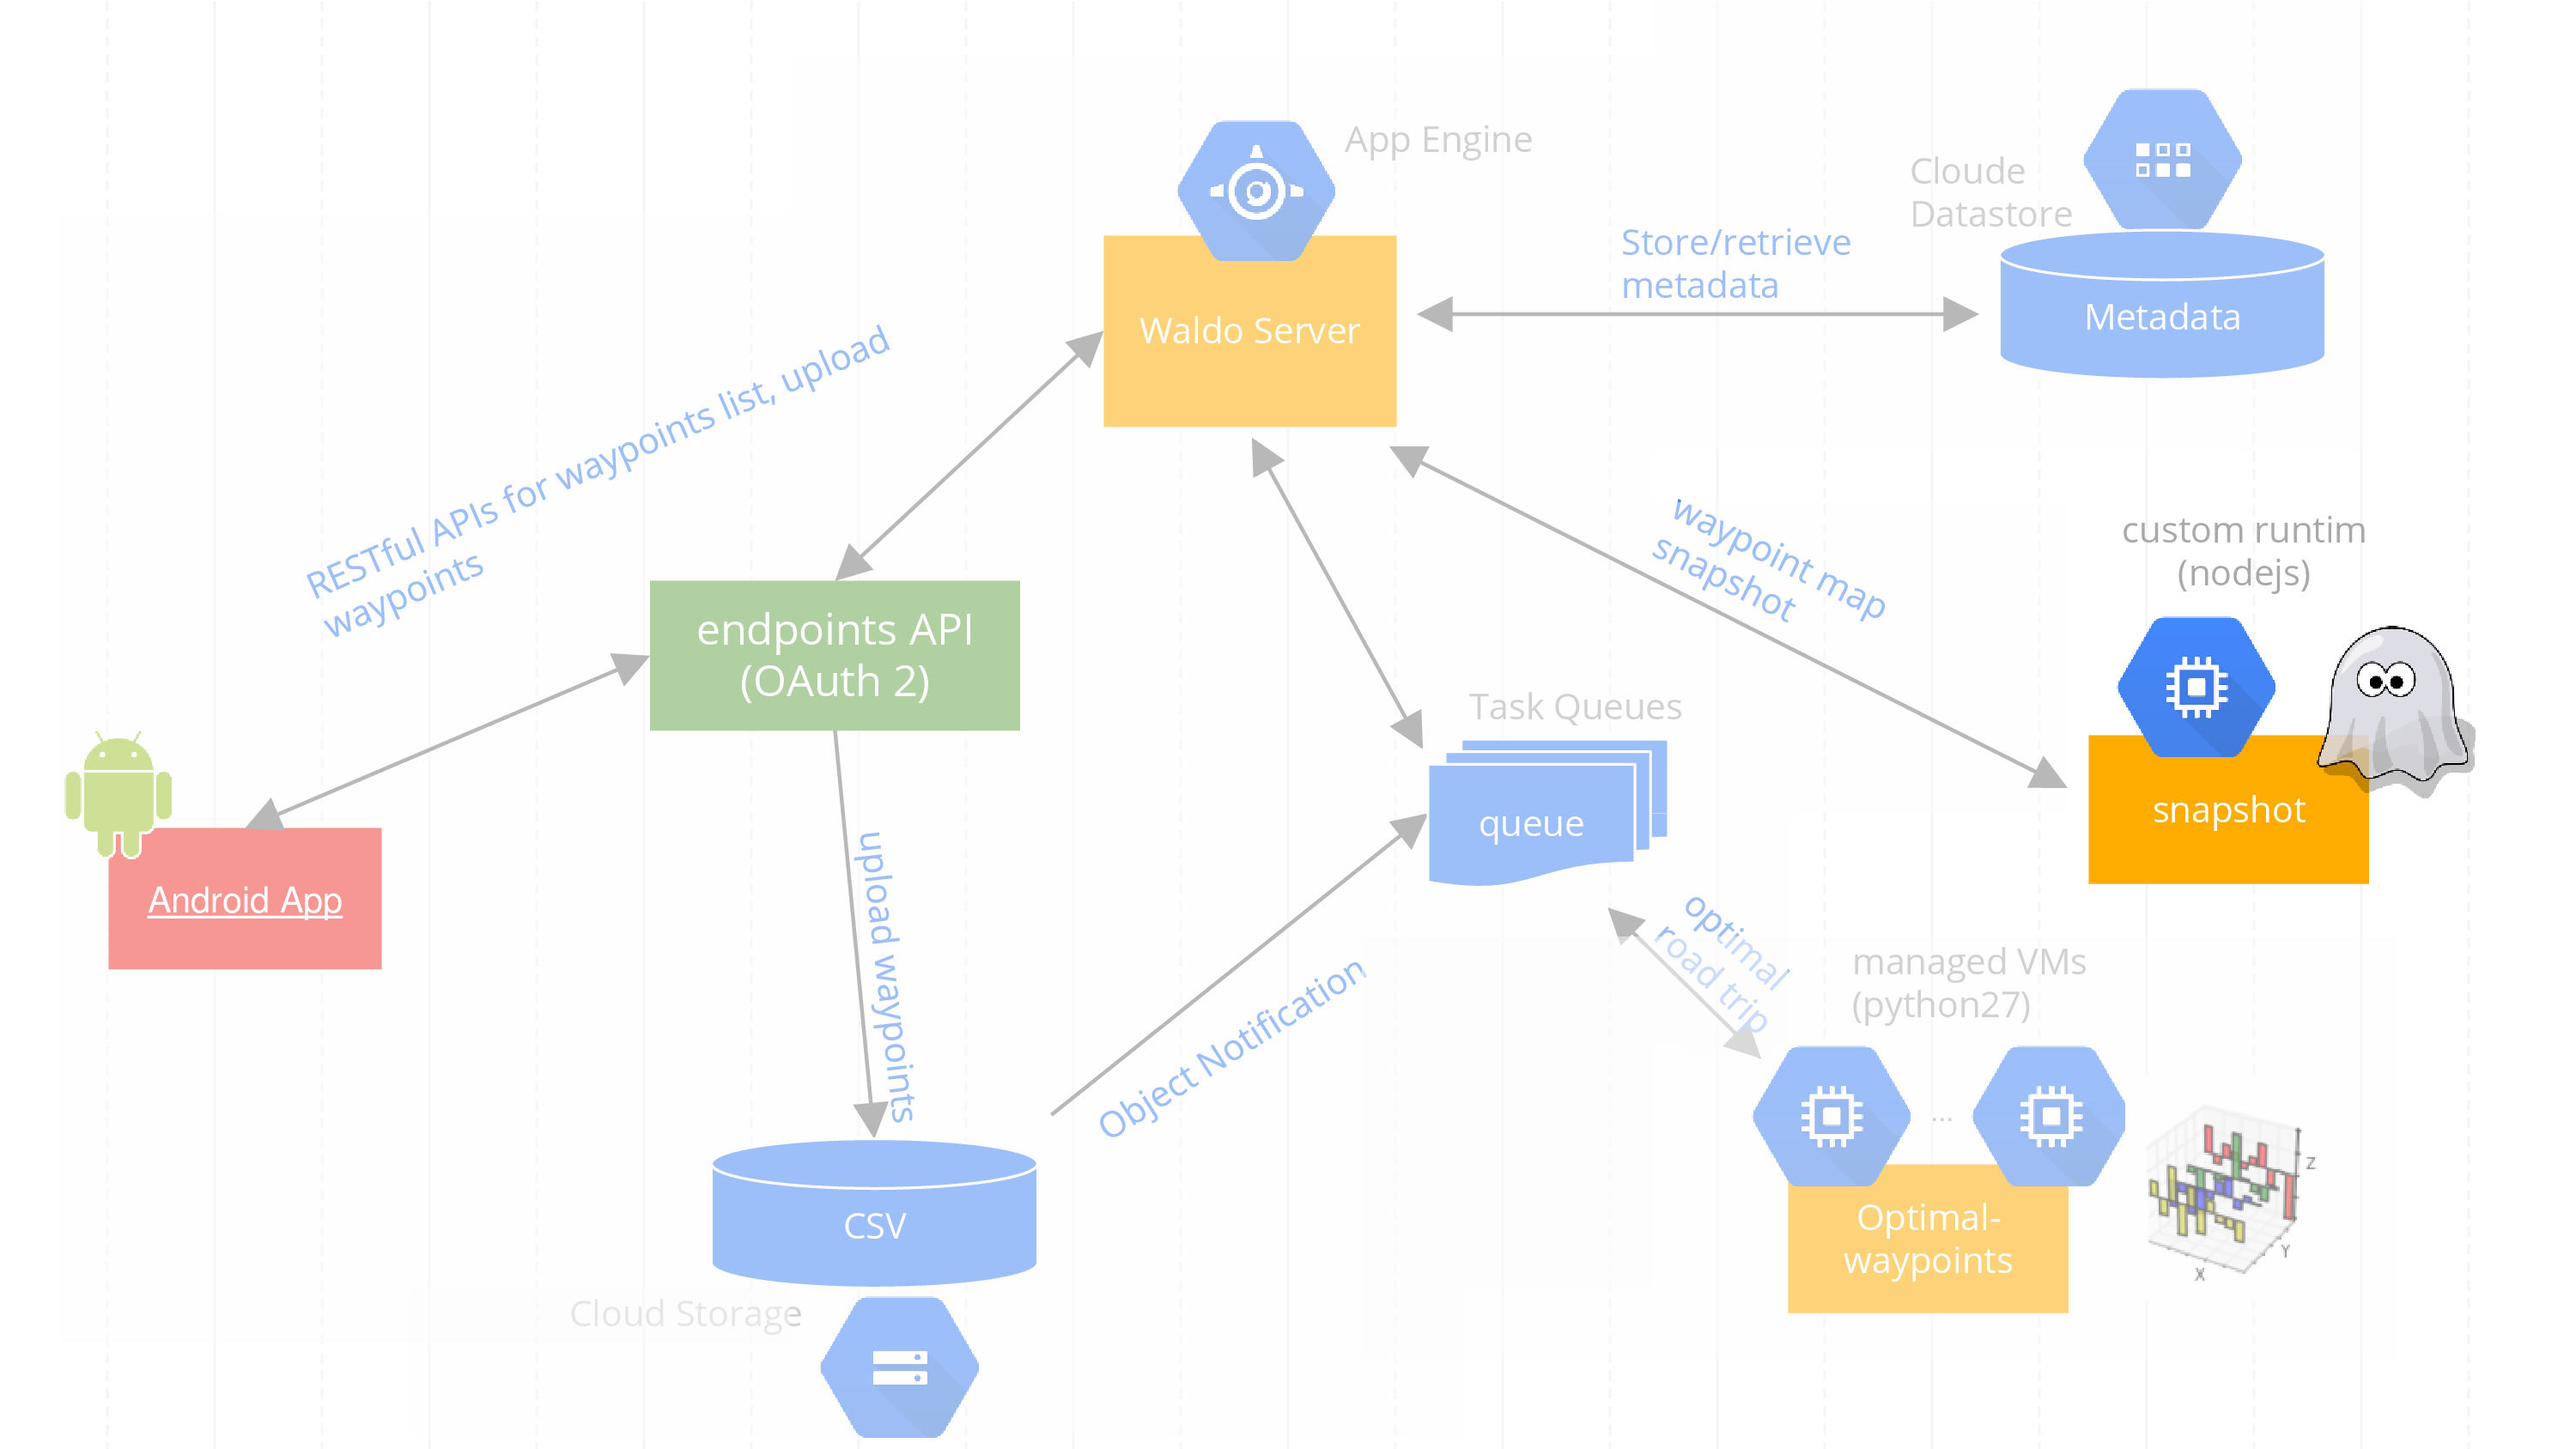 App Engine
Cloude
Datastore
Store/retrieve
metadata
Waldo Server
Metadata
RESTful APIs for waypoints list, upload
waypoints
waypoint map
snapshot
custom runtim
(nodejs)
endpoints API
(OAuth 2)
Task Queues
queue
snapshot
Android App
upload waypoints
optimal
road trip
managed VMs
(python27)
Object Notification
...
Z
Y
X
CSV
Optimal-
waypoints
Cloud Storage